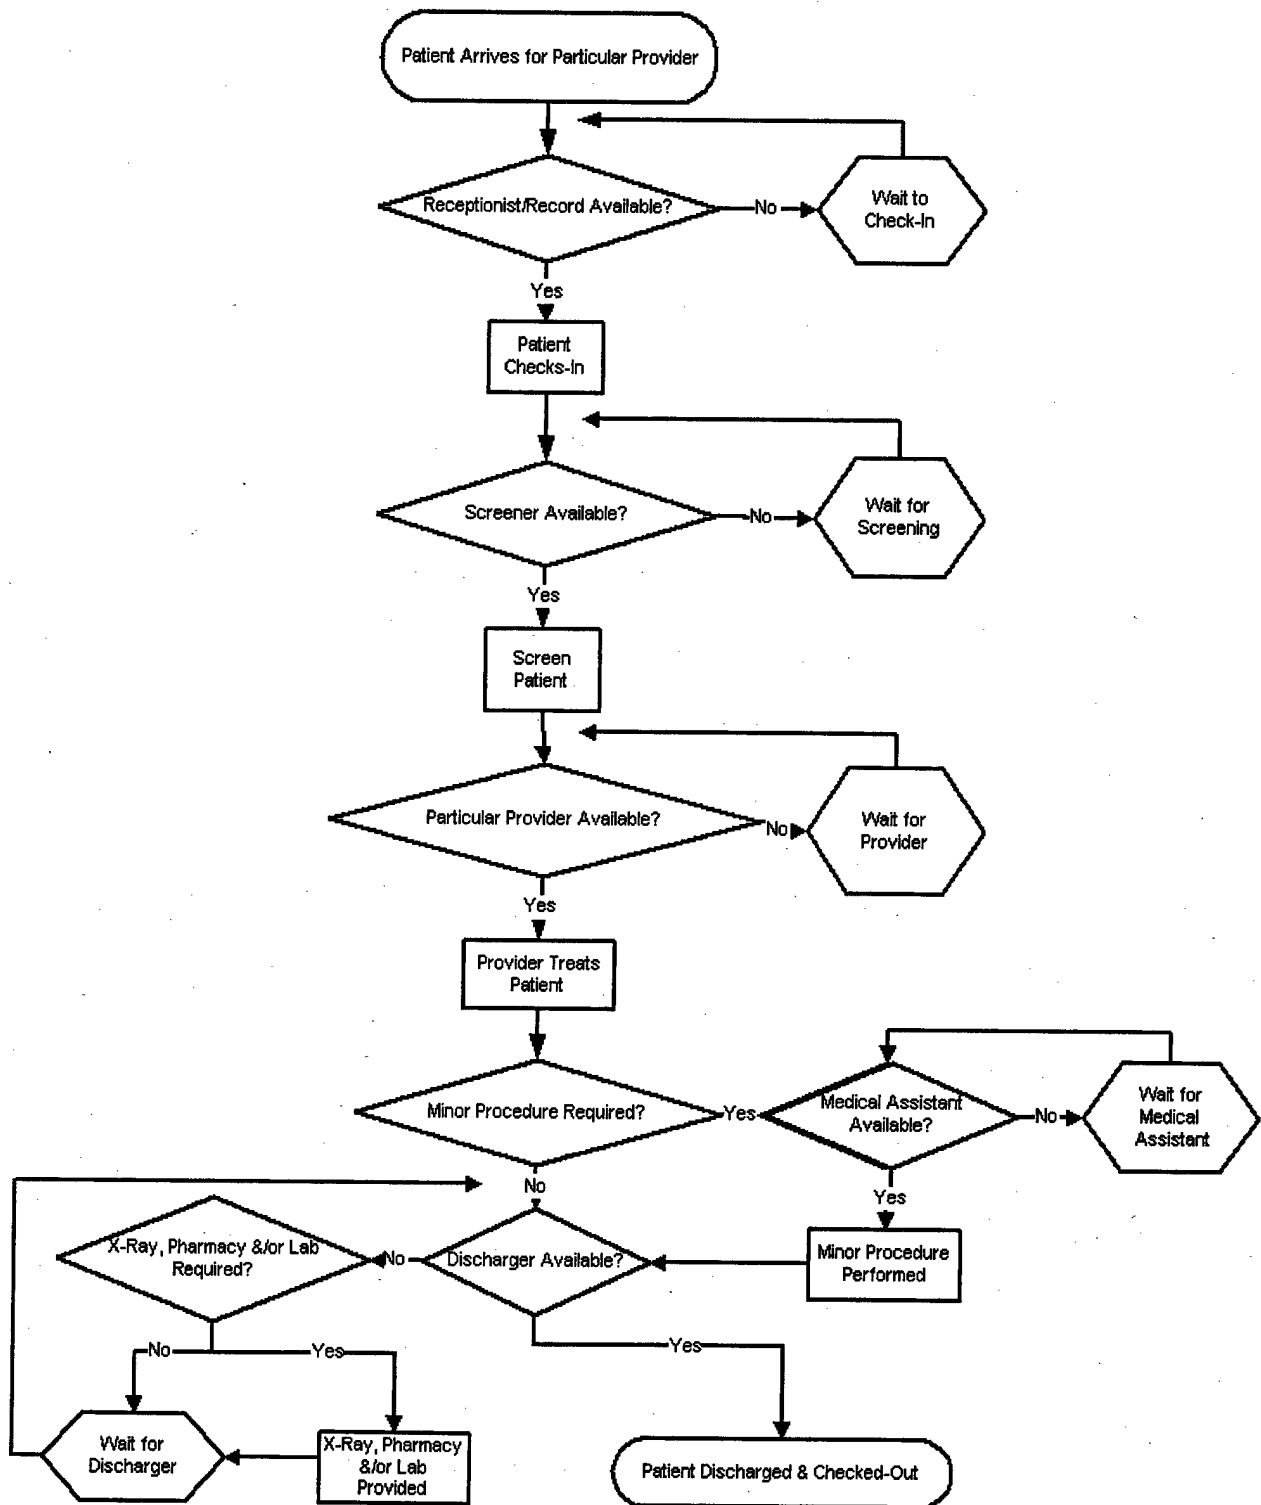 Patient Arrives for Particular Provider
Receptionist/Record Available?
No
Wait to
Check-In
Yes
Patient
Checks-In
Screener Available?
No
Wait for
Screening
Yes
Screen
Patient
Particular Provider Available?
No
Wait for
Provider
Yes
Provider Treats
Patient
Minor Procedure Required?
Yes
Medical Assistant
Available?
No
Wait for
Medical
Assistant
No
Yes
X-Ray, Pharmacy &/or Lab
Required?
No
Discharger Available?
Minor Procedure
Performed
No
Yes
Yes
Wait for
Discharger
X-Ray, Pharmacy
&/or Lab
Provided
Patient Discharged & Checked-Out